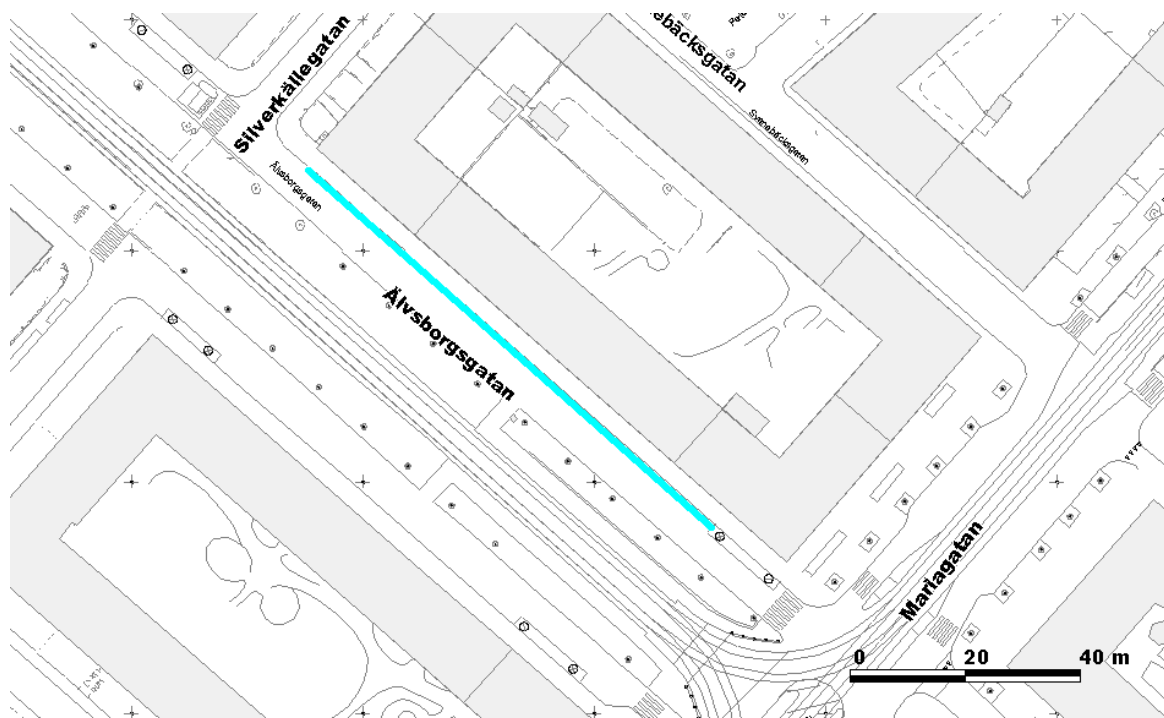 Silverkällegatan
Älvsborgsgatan
Älvsborgsgatan
Mariagatan
0 20 40 m